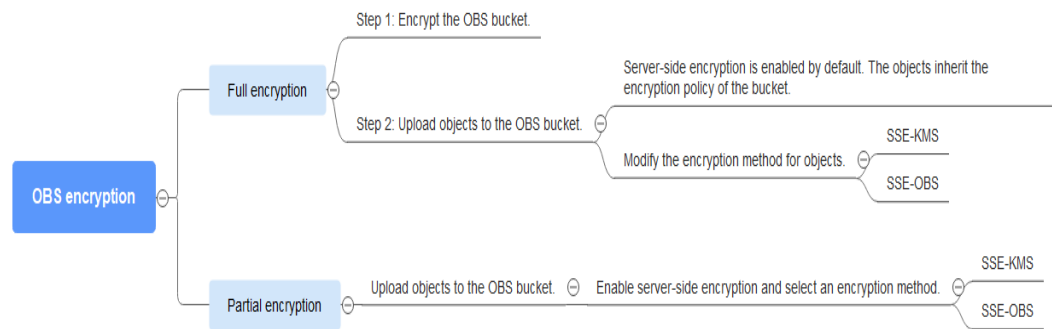 Step 1: Encrypt the OBS bucket.
Server-side encryption is enabled by default. The objects inherit the
encryption policy of the bucket.
Full encryption
Step 2: Upload objects to the OBS bucket.
SSE-KMS
Modify the encryption method for objects.
SSE-OBS
OBS encryption
SSE-KMS
Upload objects to the OBS bucket.
Enable server-side encryption and select an encryption method.
Partial encryption
SSE-OBS